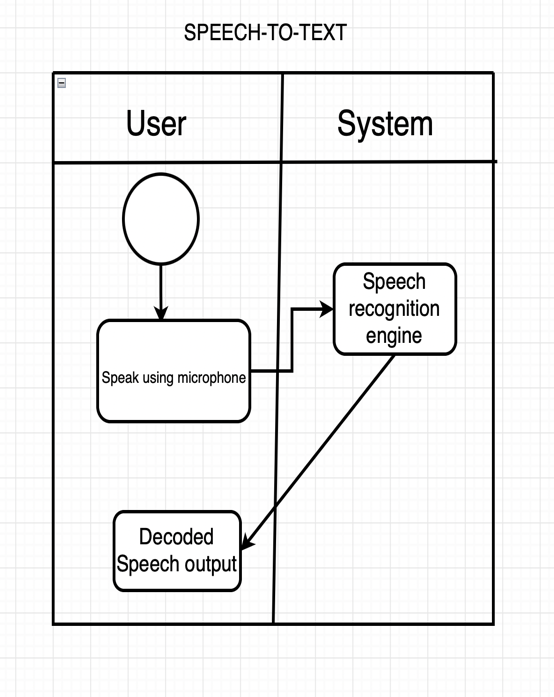 SPEECH-TO-TEXT
User
System
Speech
recognition
engine
Speak using microphone
Decoded
Speech output